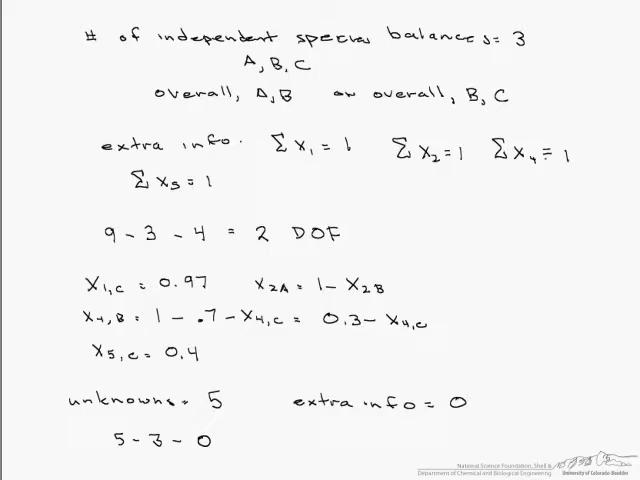 # of independent species balances = 3
A, B, C
overall, A, B or overall, B, C
extra info. Σ X₁ = 1 Σ X₂ = 1 Σ X₄ = 1
Σ X₅ = 1
9 - 3 - 4 = 2 DOF
X₁,C = 0.97 X₂A = 1 - X₂B
X₄,B = 1 - .7 - X₄,C = 0.3 - X₄,C
X₅,C = 0.4
unknowns = 5 extra info = 0
5 - 3 - 0
National Science Foundation, Shell &
Department of Chemical and Biological Engineering
University of Colorado-Boulder